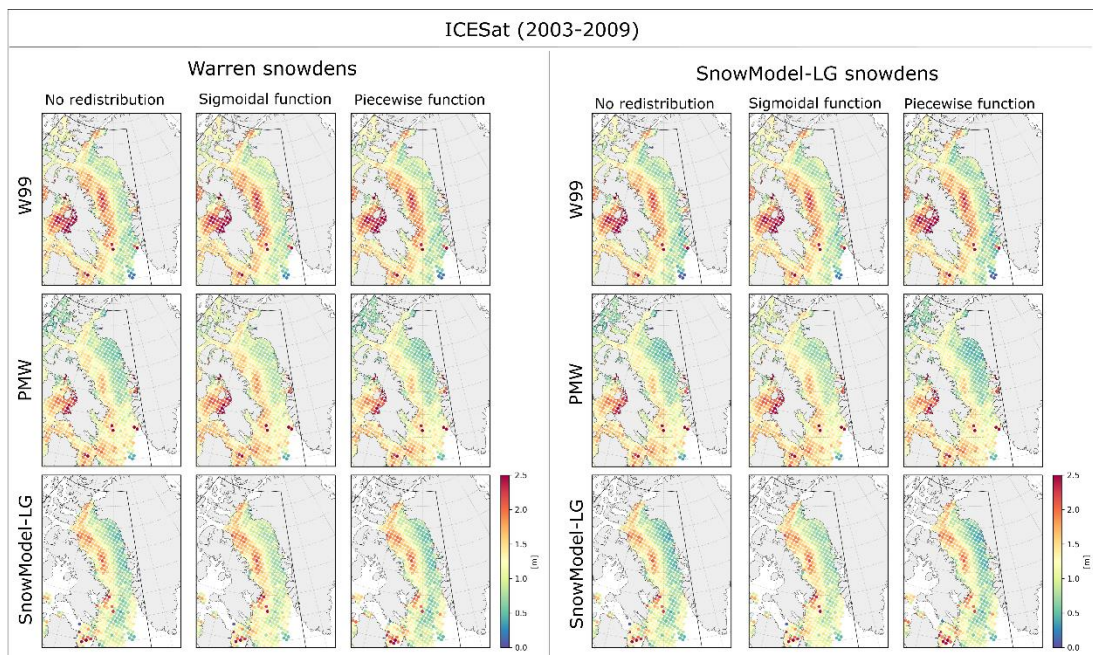 ICESat (2003-2009)
Warren snowdens
No redistribution Sigmoidal function Piecewise function
W99
PMW
SnowModel-LG
2.5
2.0
1.5
1.0
0.5
0.0
[m]
SnowModel-LG snowdens
No redistribution Sigmoidal function Piecewise function
W99
PMW
SnowModel-LG
2.5
2.0
1.5
1.0
0.5
0.0
[m]